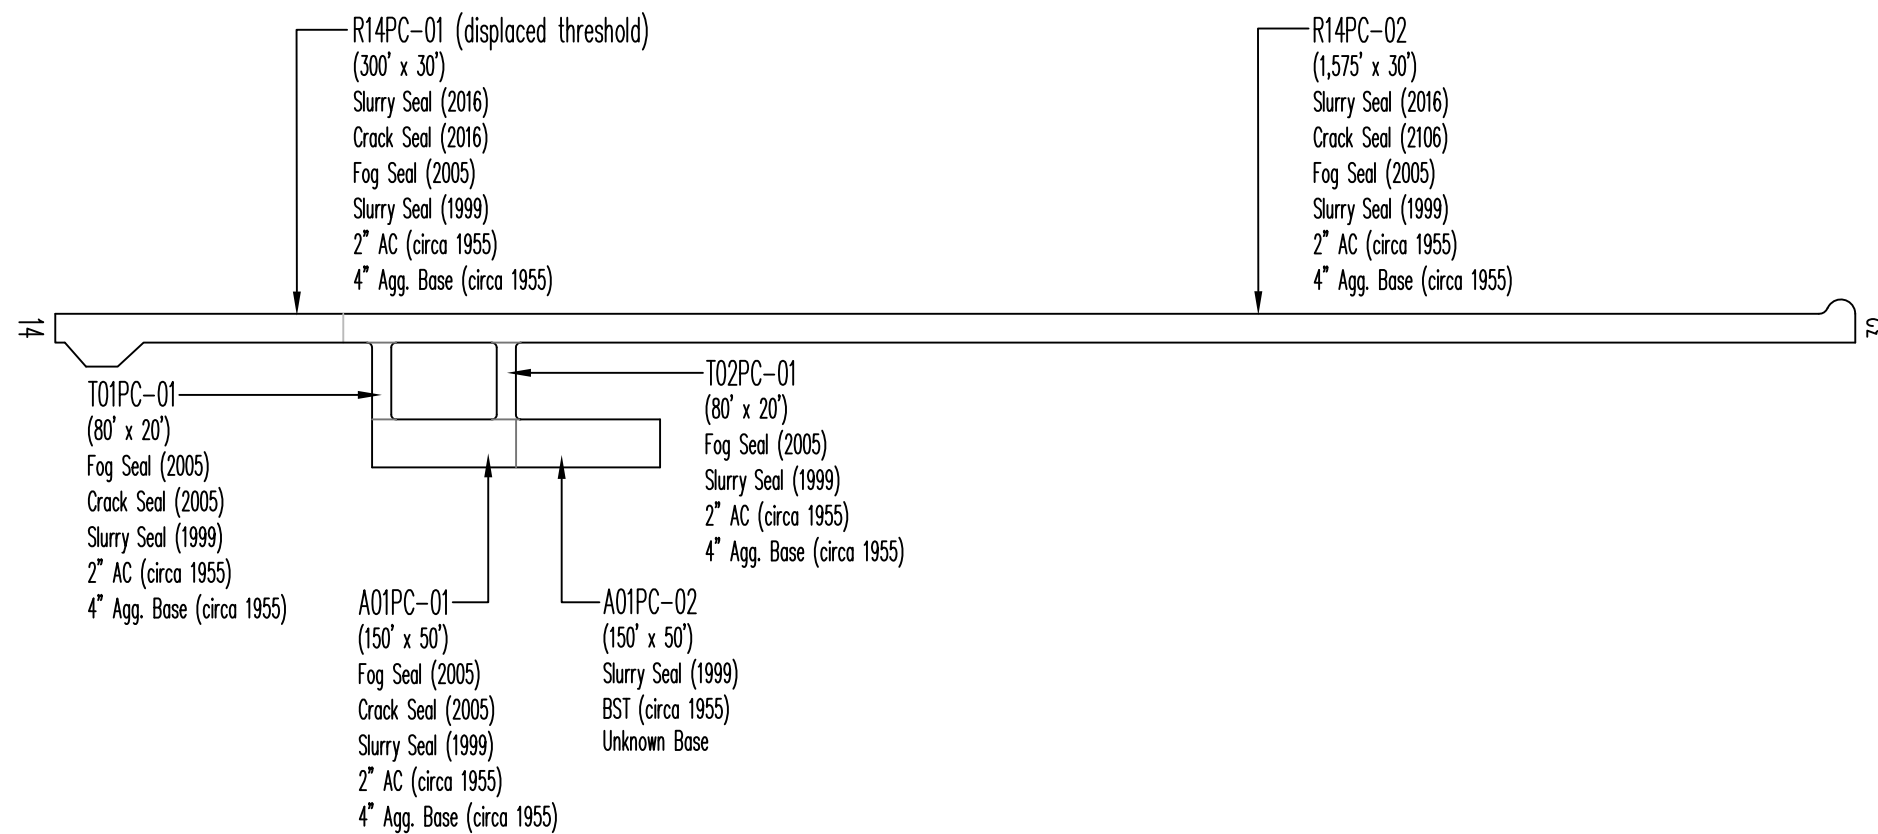 R14PC-01 (displaced threshold)
(300' x 30')
Slurry Seal (2016)
Crack Seal (2016)
Fog Seal (2005)
Slurry Seal (1999)
2" AC (circa 1955)
4" Agg. Base (circa 1955)
R14PC-02
(1,575' x 30')
Slurry Seal (2016)
Crack Seal (2106)
Fog Seal (2005)
Slurry Seal (1999)
2" AC (circa 1955)
4" Agg. Base (circa 1955)
14
T01PC-01
(80' x 20')
Fog Seal (2005)
Crack Seal (2005)
Slurry Seal (1999)
2" AC (circa 1955)
4" Agg. Base (circa 1955)
T02PC-01
(80' x 20')
Fog Seal (2005)
Slurry Seal (1999)
2" AC (circa 1955)
4" Agg. Base (circa 1955)
A01PC-01
(150' x 50')
Fog Seal (2005)
Crack Seal (2005)
Slurry Seal (1999)
2" AC (circa 1955)
4" Agg. Base (circa 1955)
A01PC-02
(150' x 50')
Slurry Seal (1999)
BST (circa 1955)
Unknown Base